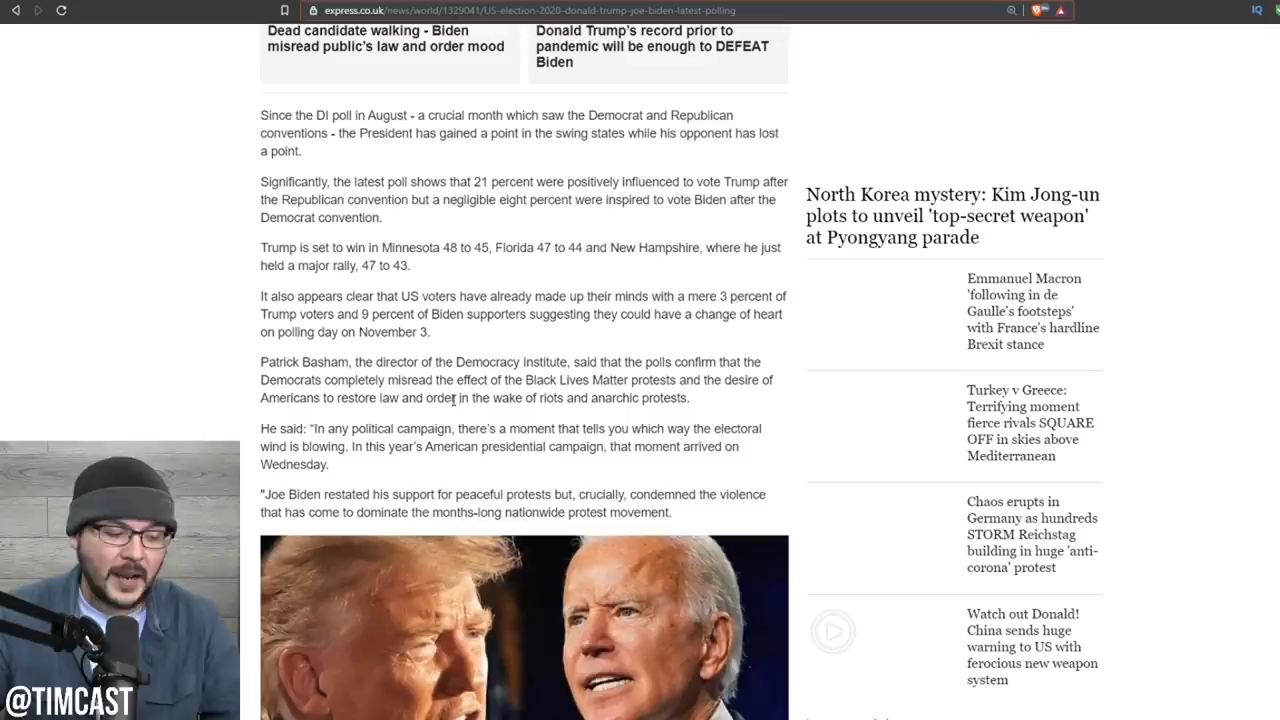 express.co.uk/news/world/1329041/US-election-2020-donald-trump-joe-biden-latest-polling
IQ
Dead candidate walking - Biden
misread public's law and order mood
Donald Trump's record prior to
pandemic will be enough to DEFEAT
Biden
Since the DI poll in August - a crucial month which saw the Democrat and Republican
conventions - the President has gained a point in the swing states while his opponent has lost
a point.
Significantly, the latest poll shows that 21 percent were positively influenced to vote Trump after
the Republican convention but a negligible eight percent were inspired to vote Biden after the
Democrat convention.
Trump is set to win in Minnesota 48 to 45, Florida 47 to 44 and New Hampshire, where he just
held a major rally, 47 to 43.
It also appears clear that US voters have already made up their minds with a mere 3 percent of
Trump voters and 9 percent of Biden supporters suggesting they could have a change of heart
on polling day on November 3.
Patrick Basham, the director of the Democracy Institute, said that the polls confirm that the
Democrats completely misread the effect of the Black Lives Matter protests and the desire of
Americans to restore law and order in the wake of riots and anarchic protests.
He said: “In any political campaign, there’s a moment that tells you which way the electoral
wind is blowing. In this year’s American presidential campaign, that moment arrived on
Wednesday.
"Joe Biden restated his support for peaceful protests but, crucially, condemned the violence
that has come to dominate the months-long nationwide protest movement.
North Korea mystery: Kim Jong-un
plots to unveil 'top-secret weapon'
at Pyongyang parade
Emmanuel Macron
'following in de
Gaulle's footsteps'
with France's hardline
Brexit stance
Turkey v Greece:
Terrifying moment
fierce rivals SQUARE
OFF in skies above
Mediterranean
Chaos erupts in
Germany as hundreds
STORM Reichstag
building in huge 'anti-
corona' protest
Watch out Donald!
China sends huge
warning to US with
ferocious new weapon
system
@TIMCAST